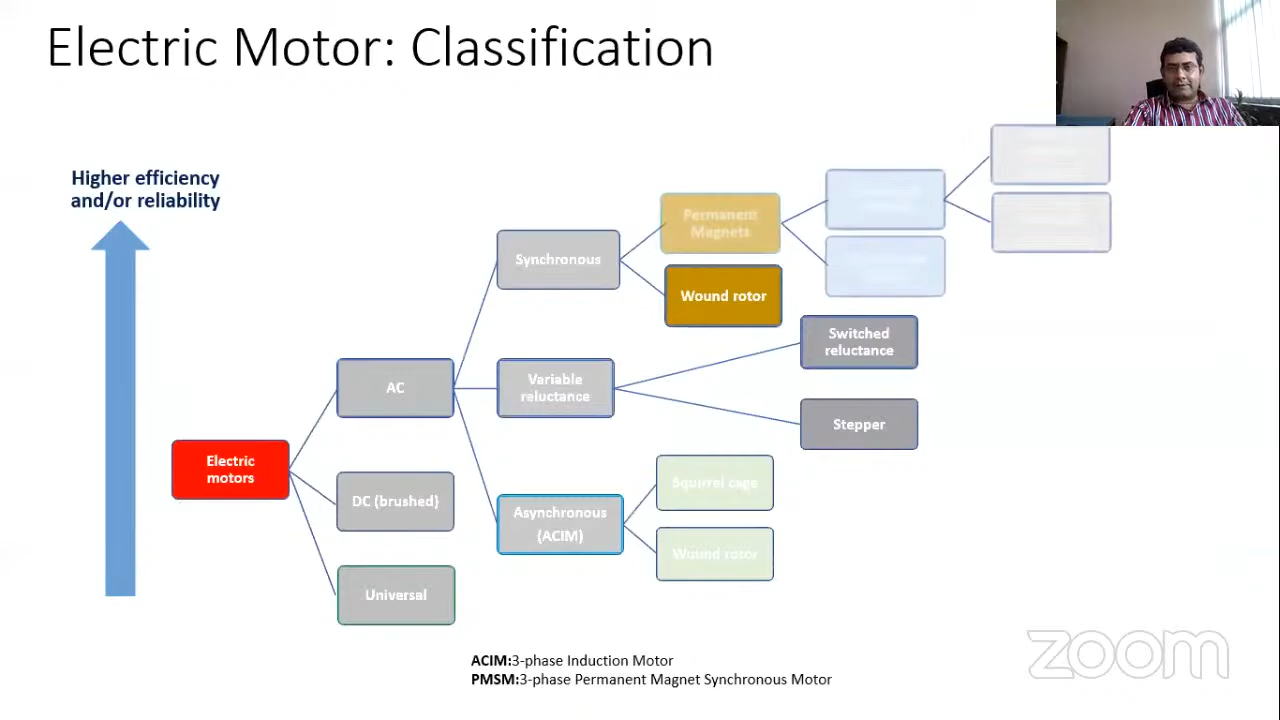 Electric Motor: Classification
Higher efficiency
and/or reliability
Permanent
Magnets
Synchronous
Wound rotor
Switched
reluctance
AC
Variable
reluctance
Stepper
Electric
motors
DC (brushed)
Squirrel cage
Asynchronous
(ACIM)
Wound rotor
Universal
ACIM:3-phase Induction Motor
PMSM:3-phase Permanent Magnet Synchronous Motor
zoom